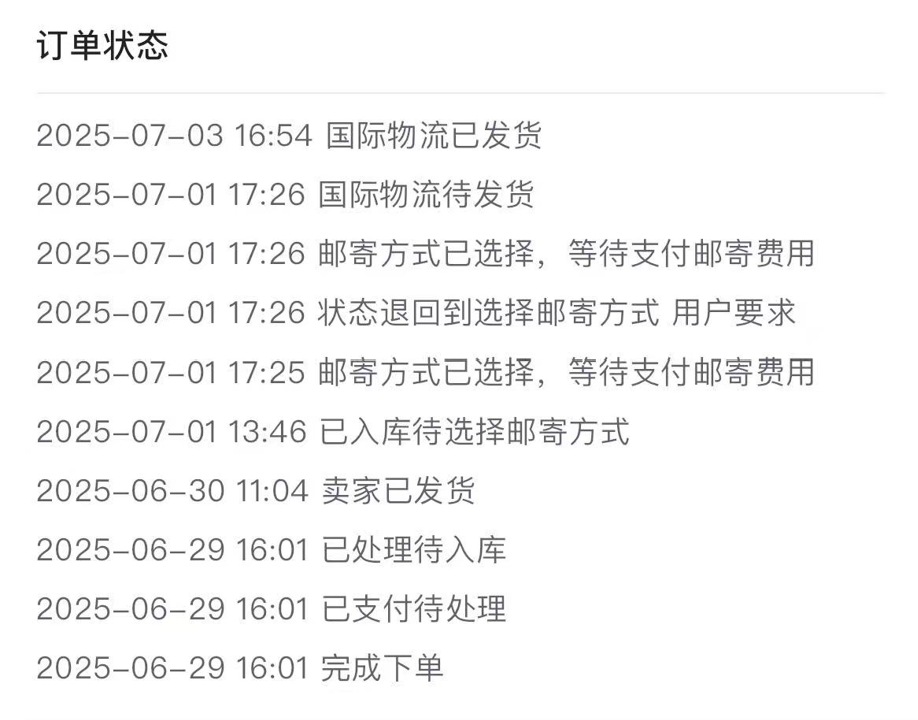 订单状态
2025-07-03 16:54 国际物流已发货
2025-07-01 17:26 国际物流待发货
2025-07-01 17:26 邮寄方式已选择，等待支付邮寄费用
2025-07-01 17:26 状态退回到选择邮寄方式 用户要求
2025-07-01 17:25 邮寄方式已选择，等待支付邮寄费用
2025-07-01 13:46 已入库待选择邮寄方式
2025-06-30 11:04 卖家已发货
2025-06-29 16:01 已处理待入库
2025-06-29 16:01 已支付待处理
2025-06-29 16:01 完成下单